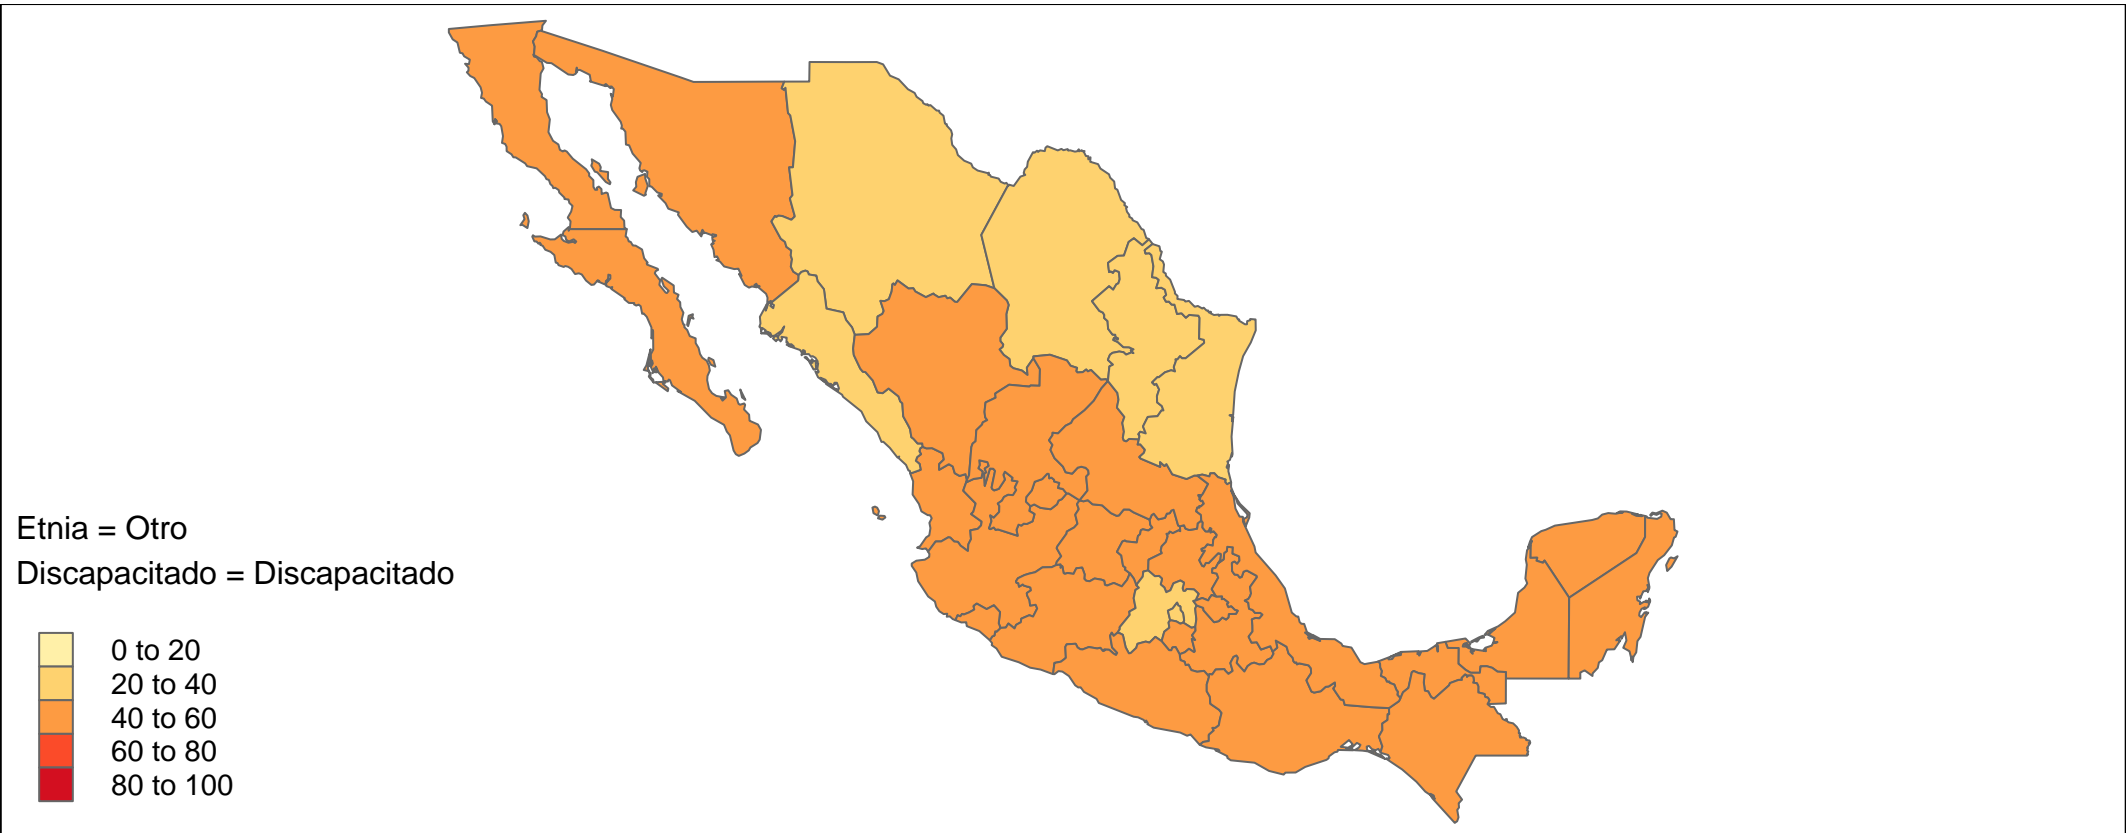 Etnia = Otro
Discapacitado = Discapacitado
0 to 20
20 to 40
40 to 60
60 to 80
80 to 100